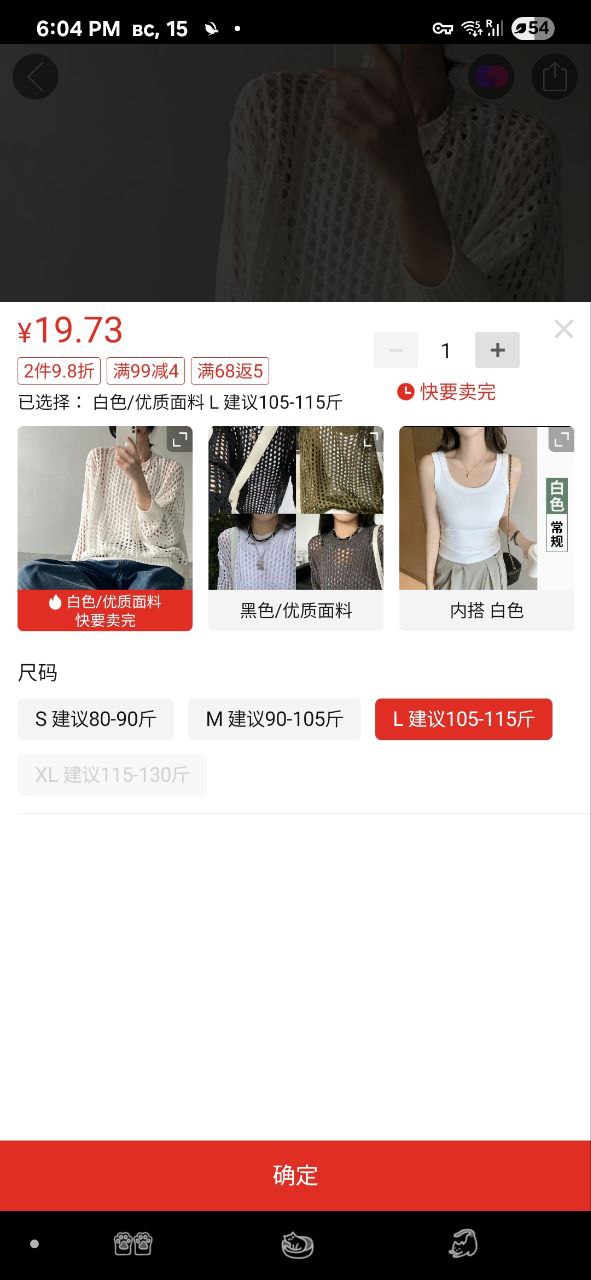 6:04 PM вс, 15
54
¥19.73
1
2件9.8折 满99减4 满68返5
快要卖完
已选择： 白色/优质面料 L 建议105-115斤
白色
常规
白色/优质面料
快要卖完
黑色/优质面料
内搭 白色
尺码
S 建议80-90斤
M 建议90-105斤
L 建议105-115斤
XL 建议115-130斤
确定